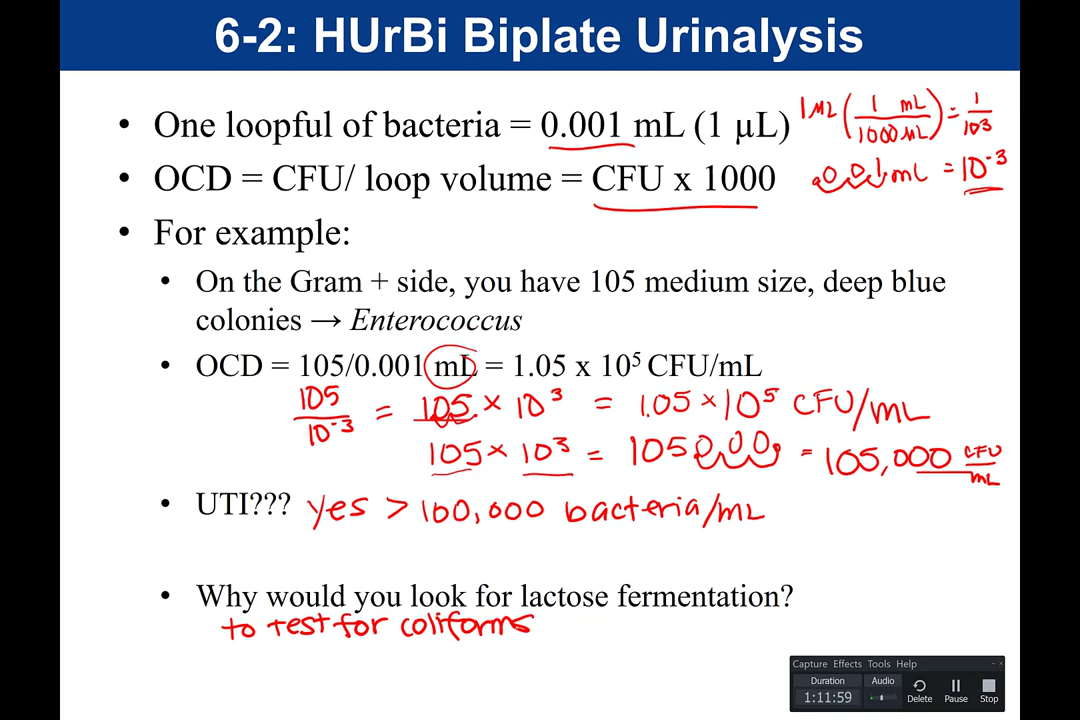 6-2: HUrBi Biplate Urinalysis
• One loopful of bacteria = 0.001 mL (1 µL)
1 ML ( 1 mL / 1000 ML ) = 1 / 10³
• OCD = CFU/ loop volume = CFU x 1000
.001 mL = 10⁻³
• For example:
• On the Gram + side, you have 105 medium size, deep blue
colonies → Enterococcus
• OCD = 105/0.001 mL = 1.05 x 10⁵ CFU/mL
105 / 10⁻³ = 105. × 10³ = 1.05 × 10⁵ CFU/mL
105 × 10³ = 105000 = 105,000 CFU/mL
• UTI??? yes > 100,000 bacteria/mL
• Why would you look for lactose fermentation?
to test for coliforms
Capture Effects Tools Help
Duration Audio
1:11:59 Delete Pause Stop